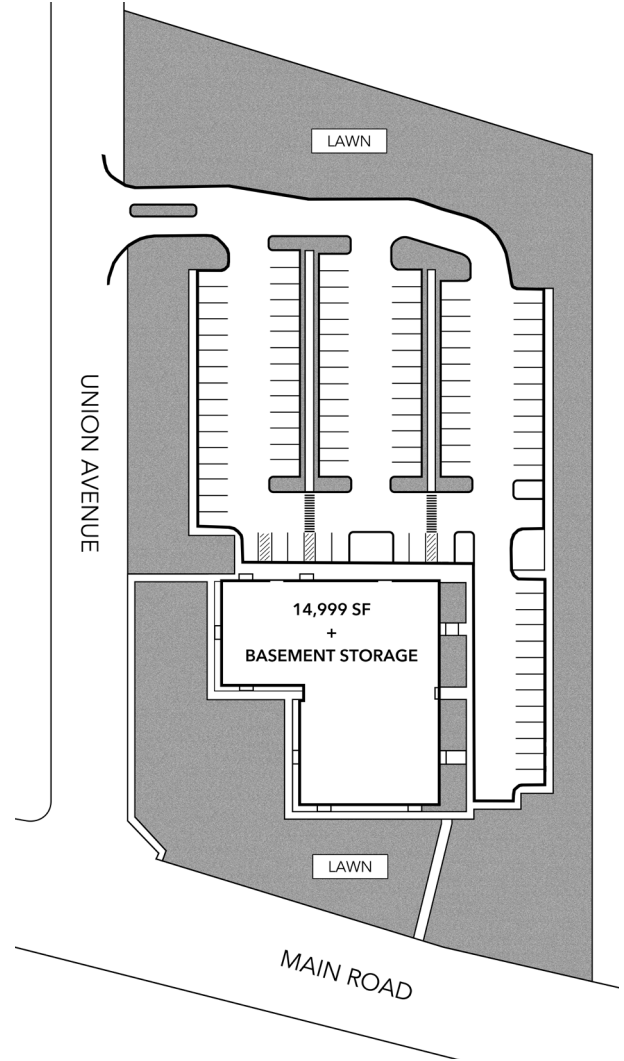 LAWN
UNION AVENUE
14,999 SF
+
BASEMENT STORAGE
LAWN
MAIN ROAD